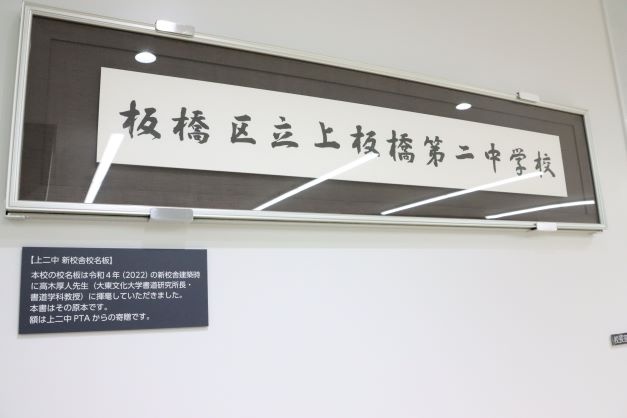 板橋区立上板橋第二中学校
【上二中 新校舎校名板】
本校の校名板は令和４年（2022）の新校舎建築時
に高木厚人先生（大東文化大学書道研究所長・
書道学科教授）に揮毫していただきました。
本書はその原本です。
額は上二中PTAからの寄贈です。